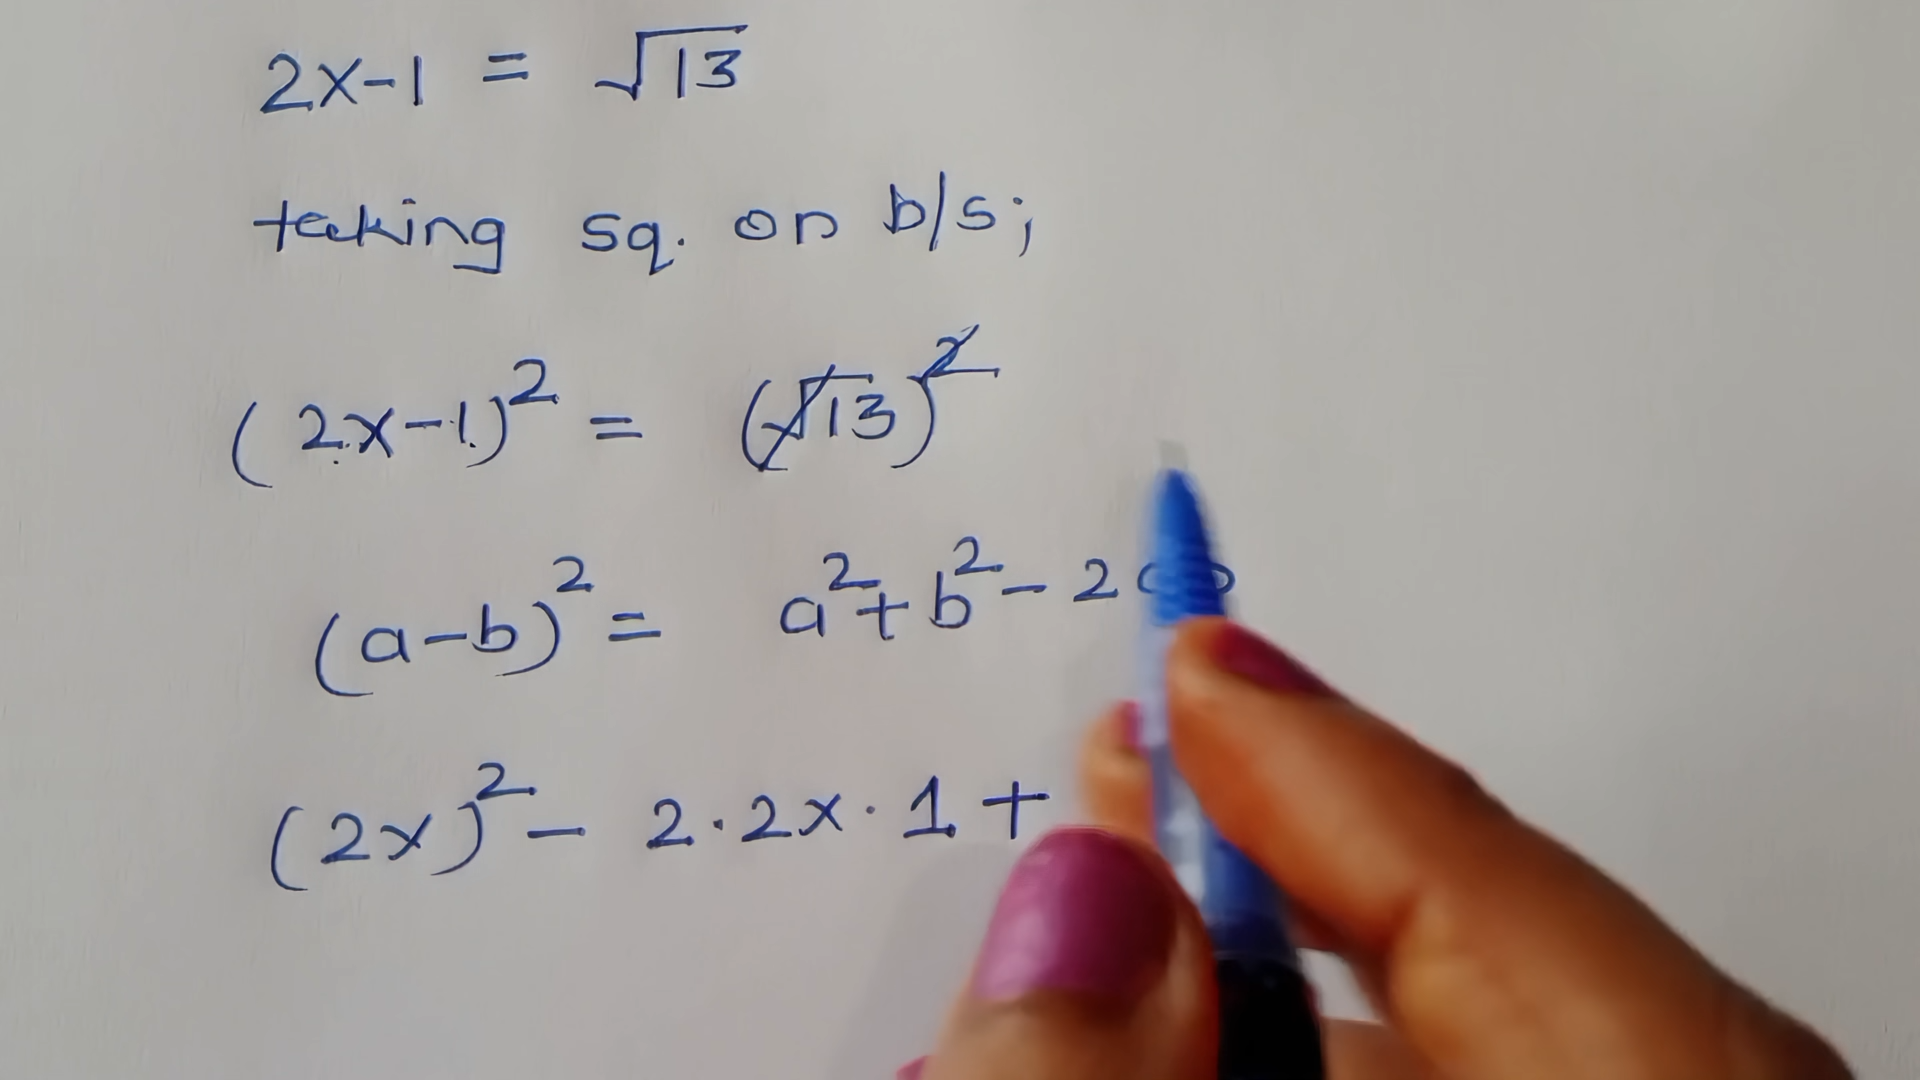 2x-1 = √13
taking sq. on b/s;
(2x-1)² = (√13)²
(a-b)² = a²+b²-2
(2x)² - 2·2x·1+